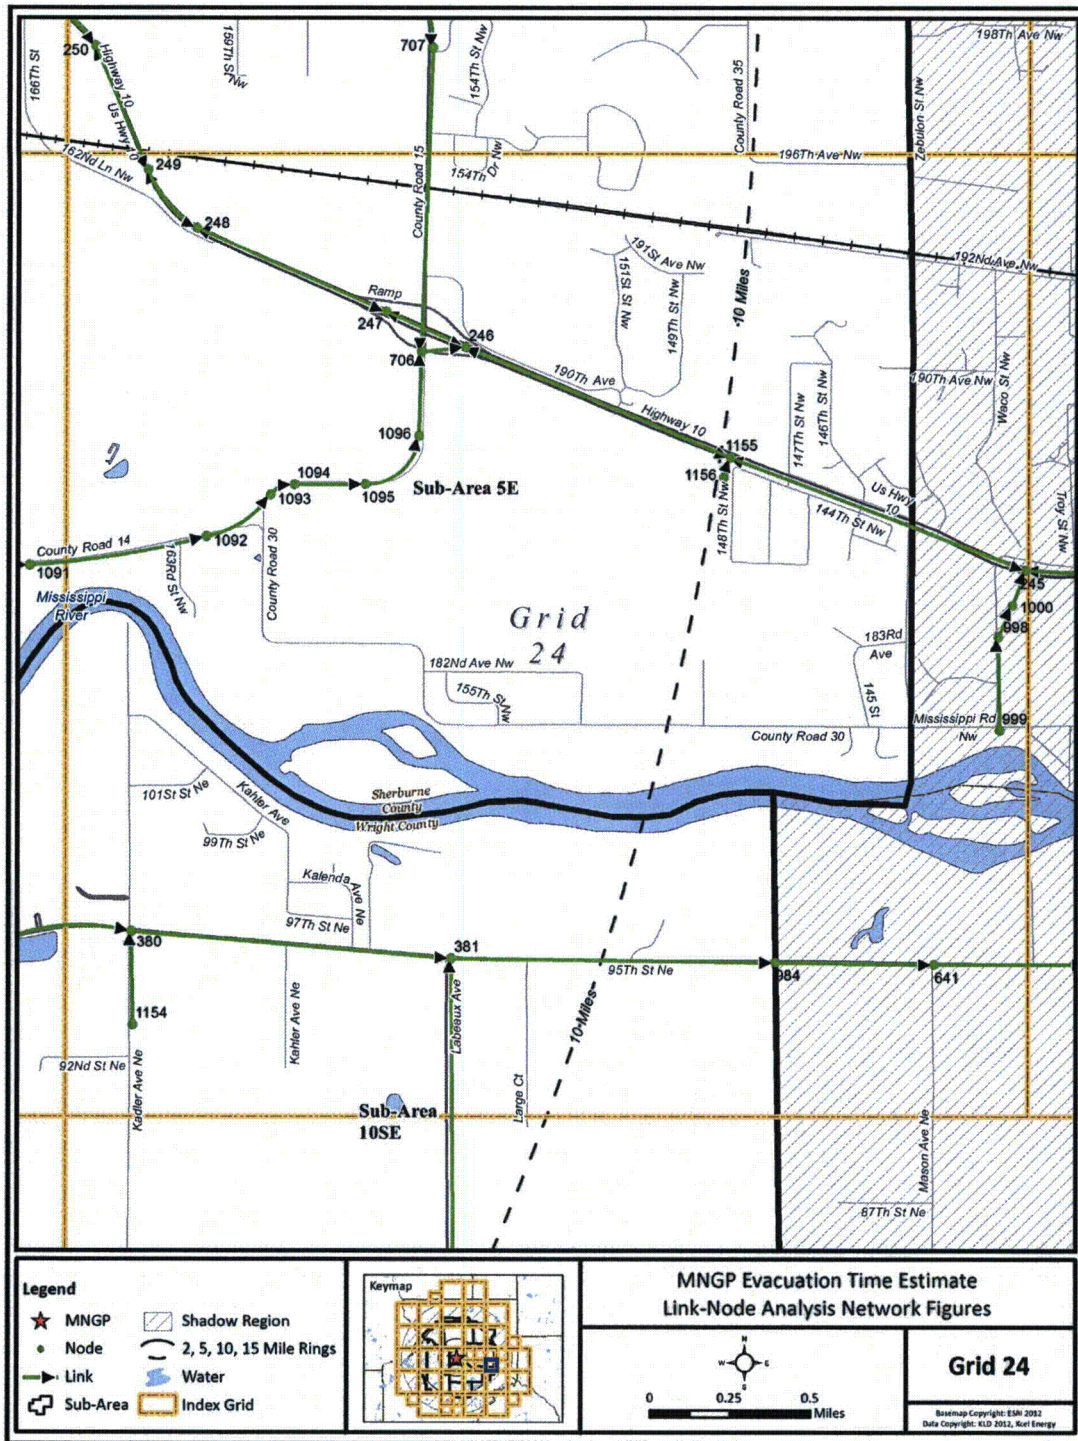 250
Highway 10
Us Hwy 10
166Th St
159Th St Nw
707
154Th St Nw
County Road 35
198Th Ave Nw
Zebulon St Nw
162Nd Ln Nw
249
County Road 15
154Th Dr Nw
196Th Ave Nw
248
191St Ave Nw
192Nd Ave Nw
151St St Nw
149Th St Nw
10 Miles
Ramp
247
246
706
190Th Ave
190Th Ave Nw
Waco St Nw
Highway 10
147Th St Nw
146Th St Nw
1096
1155
1156
1094
1093
1095
Sub-Area 5E
Us Hwy 10
148Th St Nw
144Th St Nw
Troy St Nw
1092
County Road 14
1091
163Rd St Nw
County Road 30
245
Mississippi River
1000
998
Grid
24
183Rd Ave
182Nd Ave Nw
155Th St Nw
145 St
Mississippi Rd Nw
999
County Road 30
101St St Ne
Kahler Ave
Sherburne County
Wright County
99Th St Ne
Kalenda Ave Ne
97Th St Ne
380
381
95Th St Ne
984
641
1154
Kahler Ave Ne
Labeaux Ave
10 Miles
92Nd St Ne
Kadler Ave Ne
Sub-Area
10SE
Large Ct
Mason Ave Ne
87Th St Ne
Legend
MNGP
Node
Link
Sub-Area
Shadow Region
2, 5, 10, 15 Mile Rings
Water
Index Grid
Keymap
MNGP Evacuation Time Estimate
Link-Node Analysis Network Figures
N
W
E
S
0 0.25 0.5
Miles
Grid 24
Basemap Copyright: ESRI 2012
Data Copyright: KLD 2012, Xcel Energy